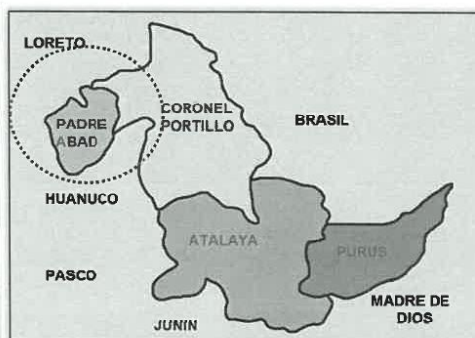 LORETO
CORONEL
PORTILLO
BRASIL
PADRE
ABAD
HUANUCO
ATALAYA
PURUS
PASCO
MADRE DE
DIOS
JUNIN